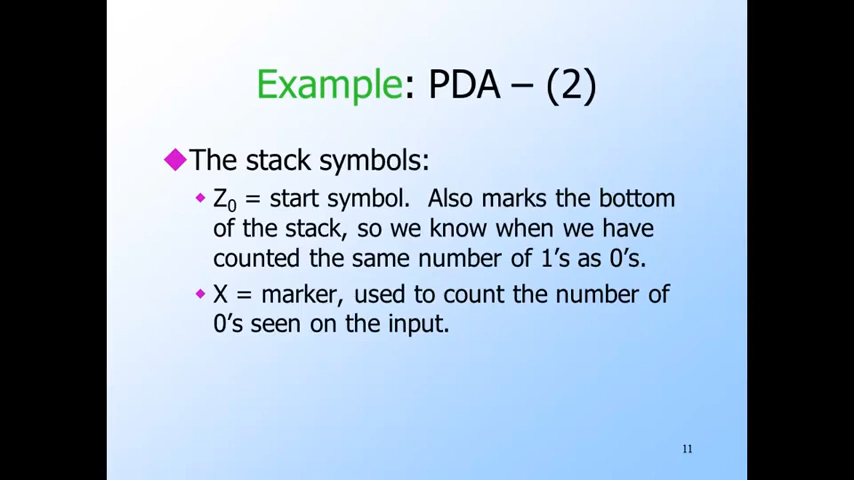 Example: PDA – (2)
The stack symbols:
Z₀ = start symbol. Also marks the bottom
of the stack, so we know when we have
counted the same number of 1’s as 0’s.
X = marker, used to count the number of
0’s seen on the input.
11